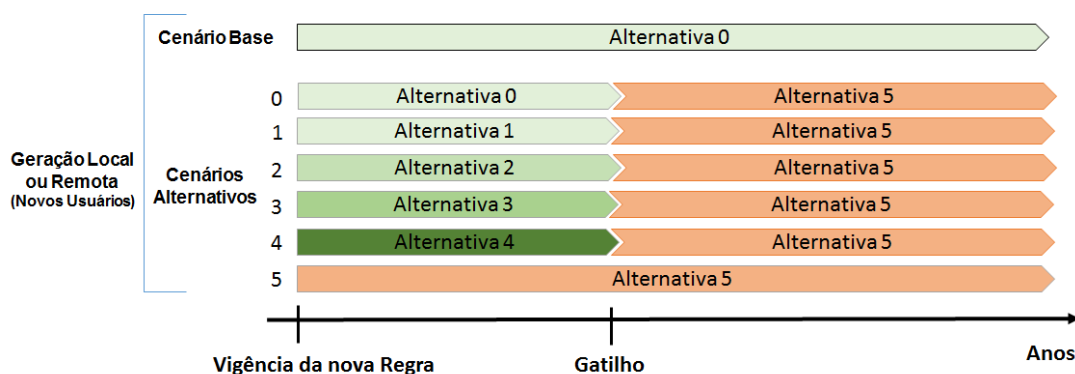 Cenário Base
Alternativa 0
Geração Local
ou Remota
(Novos Usuários)
Cenários
Alternativos
0
Alternativa 0
Alternativa 5
1
Alternativa 1
Alternativa 5
2
Alternativa 2
Alternativa 5
3
Alternativa 3
Alternativa 5
4
Alternativa 4
Alternativa 5
5
Alternativa 5
Vigência da nova Regra
Gatilho
Anos